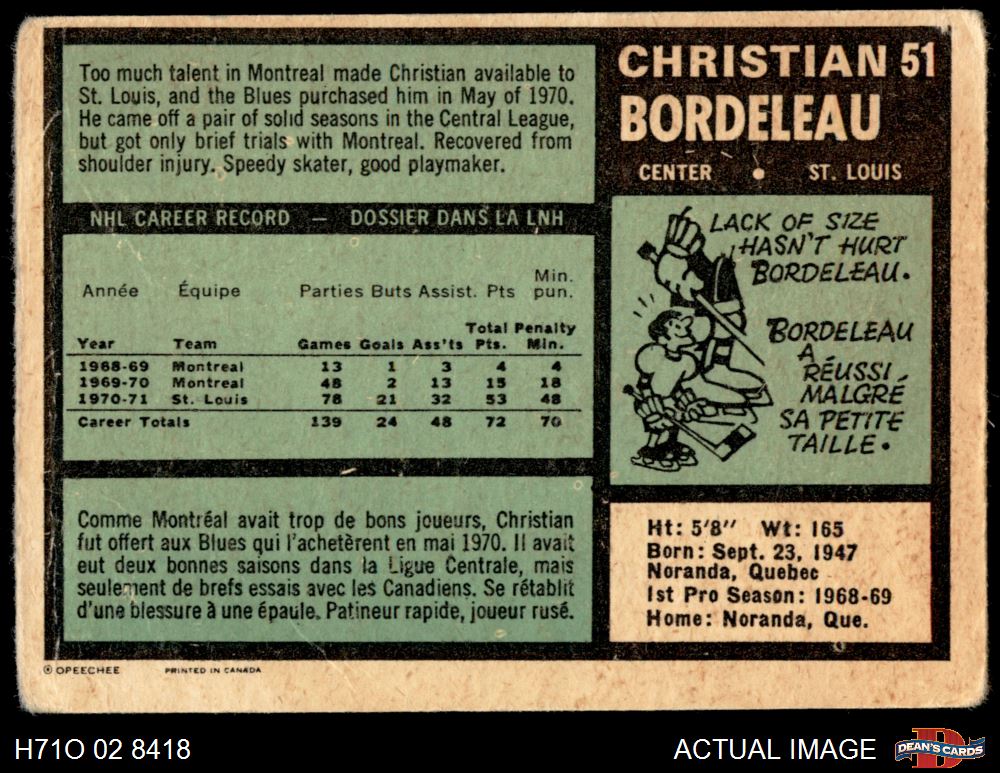 CHRISTIAN 51
BORDELEAU
CENTER • ST. LOUIS
Too much talent in Montreal made Christian available to
St. Louis, and the Blues purchased him in May of 1970.
He came off a pair of solid seasons in the Central League,
but got only brief trials with Montreal. Recovered from
shoulder injury. Speedy skater, good playmaker.
NHL CAREER RECORD — DOSSIER DANS LA LNH
Année Équipe Parties Buts Assist. Pts Min. pun.
Year Team Games Goals Ass'ts Total Pts. Penalty Min.
1968-69 Montreal 13 1 3 4 4
1969-70 Montreal 48 2 13 15 18
1970-71 St. Louis 78 21 32 53 48
Career Totals 139 24 48 72 70
Comme Montréal avait trop de bons joueurs, Christian
fut offert aux Blues qui l'achetèrent en mai 1970. Il avait
eut deux bonnes saisons dans la Ligue Centrale, mais
seulement de brefs essais avec les Canadiens. Se rétablit
d'une blessure à une épaule. Patineur rapide, joueur rusé.
LACK OF SIZE
HASN'T HURT
BORDELEAU.
BORDELEAU
A
RÉUSSI
MALGRÉ
SA PETITE
TAILLE.
Ht: 5'8" Wt: 165
Born: Sept. 23, 1947
Noranda, Quebec
1st Pro Season: 1968-69
Home: Noranda, Que.
© OPEECHEE PRINTED IN CANADA
H71O 02 8418 ACTUAL IMAGE DEAN'S CARDS